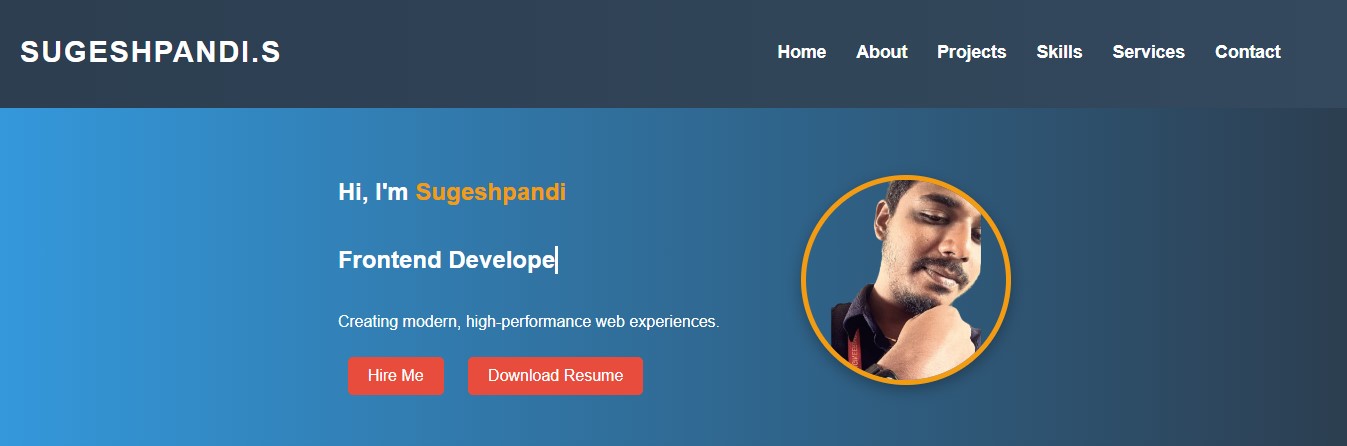 SUGESHPANDI.S
Home About Projects Skills Services Contact
Hi, I'm Sugeshpandi
Frontend Develope
Creating modern, high-performance web experiences.
Hire Me Download Resume